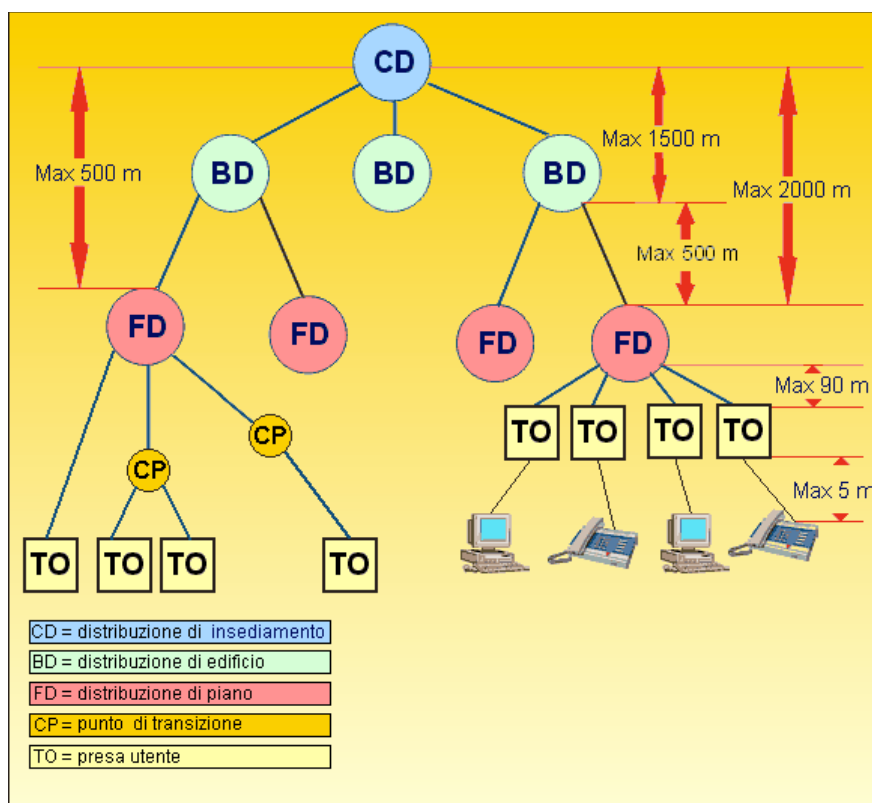 CD
Max 500 m
BD
BD
BD
Max 1500 m
Max 2000 m
Max 500 m
FD
FD
FD
FD
Max 90 m
TO
TO
TO
TO
CP
CP
Max 5 m
TO
TO
TO
TO
CD = distribuzione di insediamento
BD = distribuzione di edificio
FD = distribuzione di piano
CP = punto di transizione
TO = presa utente